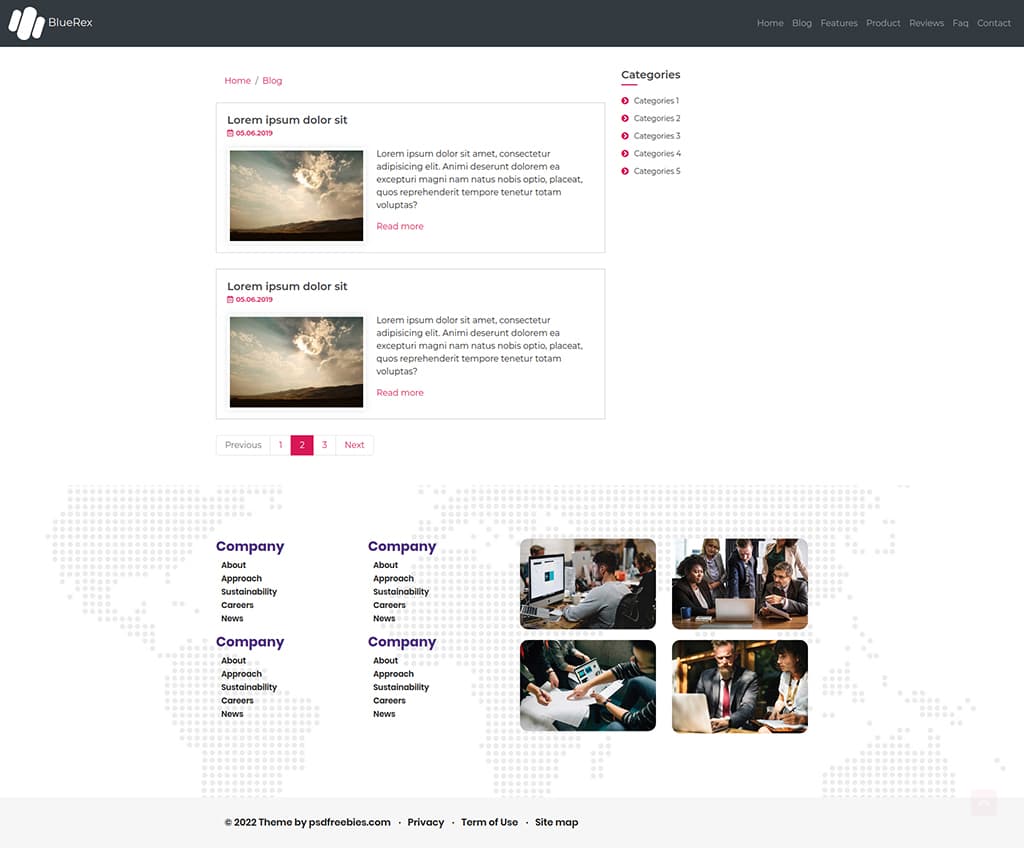 BlueRex
Home Blog Features Product Reviews Faq Contact
Home / Blog
Lorem ipsum dolor sit
05.06.2019
Lorem ipsum dolor sit amet, consectetur
adipisicing elit. Animi deserunt dolorem ea
excepturi magni nam natus nobis optio, placeat,
quos reprehenderit tempore tenetur totam
voluptas?
Read more
Lorem ipsum dolor sit
05.06.2019
Lorem ipsum dolor sit amet, consectetur
adipisicing elit. Animi deserunt dolorem ea
excepturi magni nam natus nobis optio, placeat,
quos reprehenderit tempore tenetur totam
voluptas?
Read more
Previous 1 2 3 Next
Categories
Categories 1
Categories 2
Categories 3
Categories 4
Categories 5
Company
About
Approach
Sustainability
Careers
News
Company
About
Approach
Sustainability
Careers
News
Company
About
Approach
Sustainability
Careers
News
Company
About
Approach
Sustainability
Careers
News
© 2022 Theme by psdfreebies.com · Privacy · Term of Use · Site map